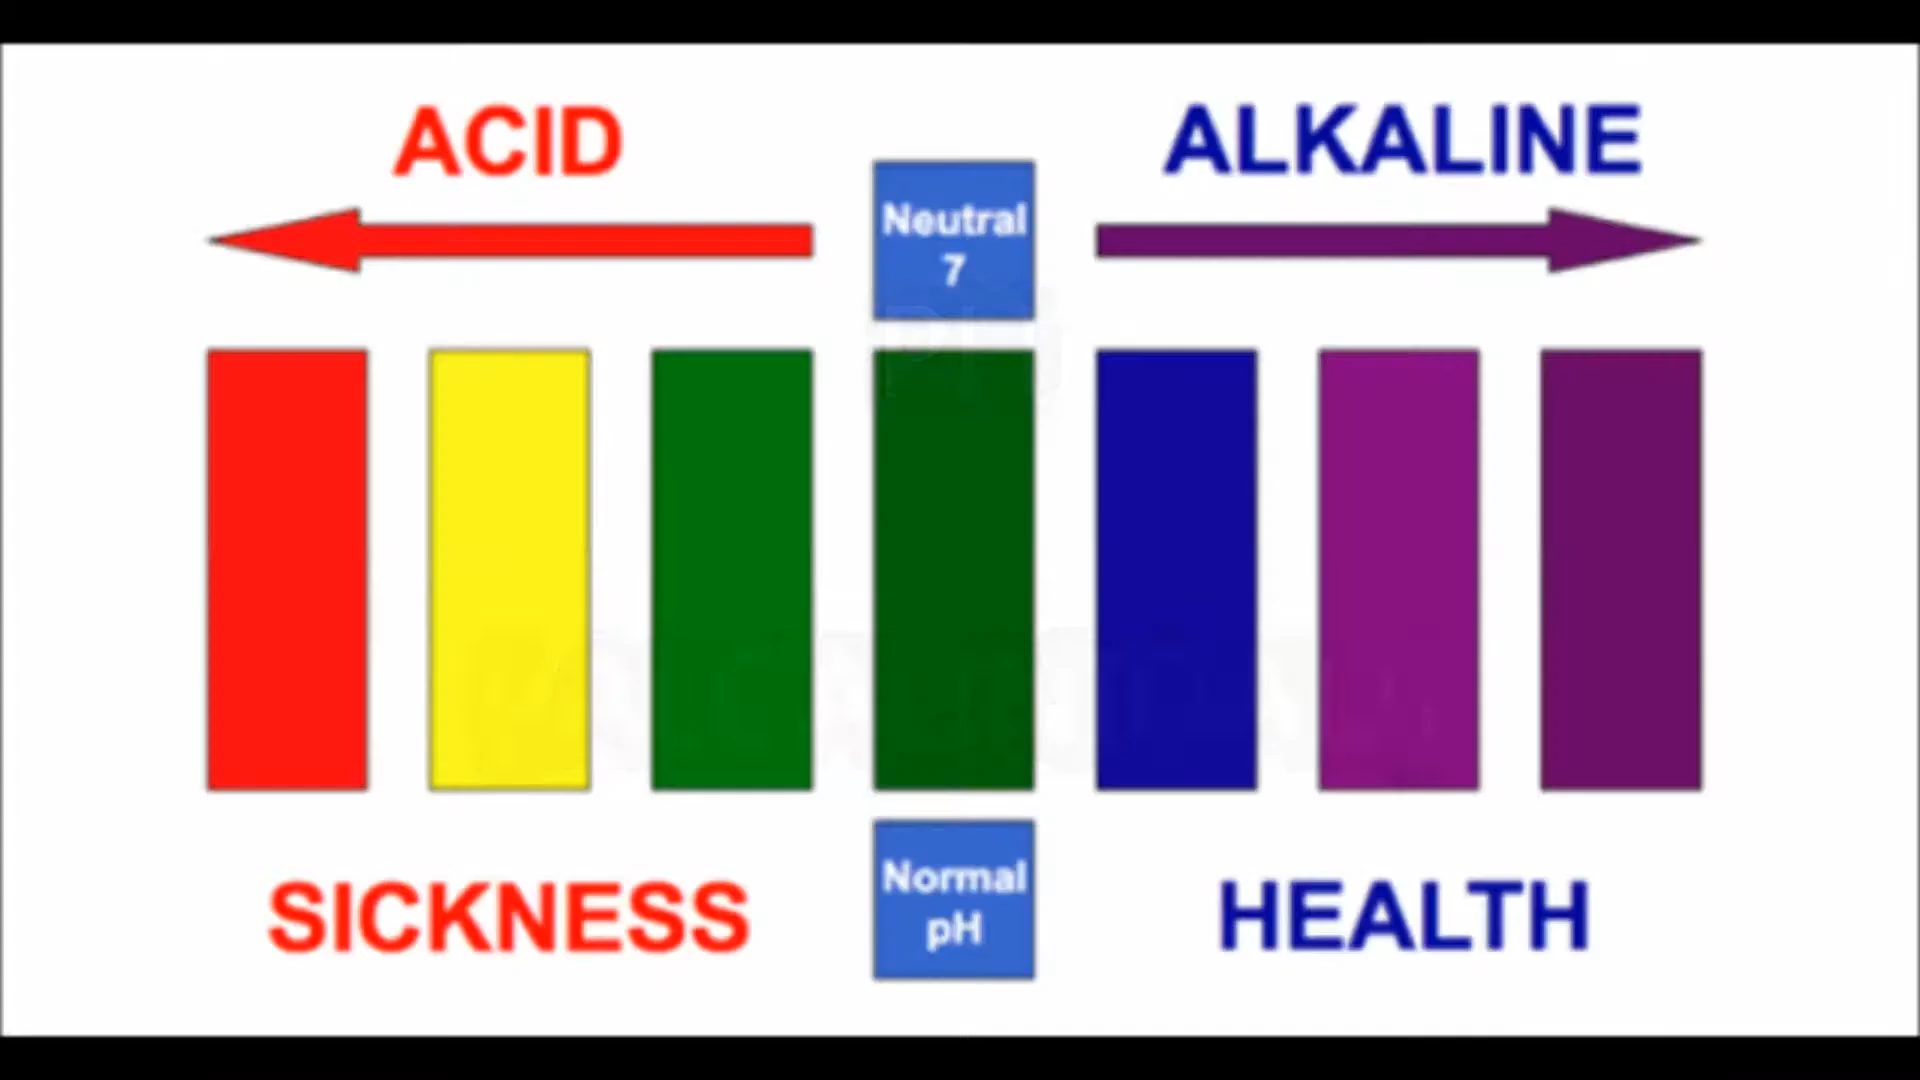 ACID
ALKALINE
Neutral
7
Normal
pH
SICKNESS
HEALTH